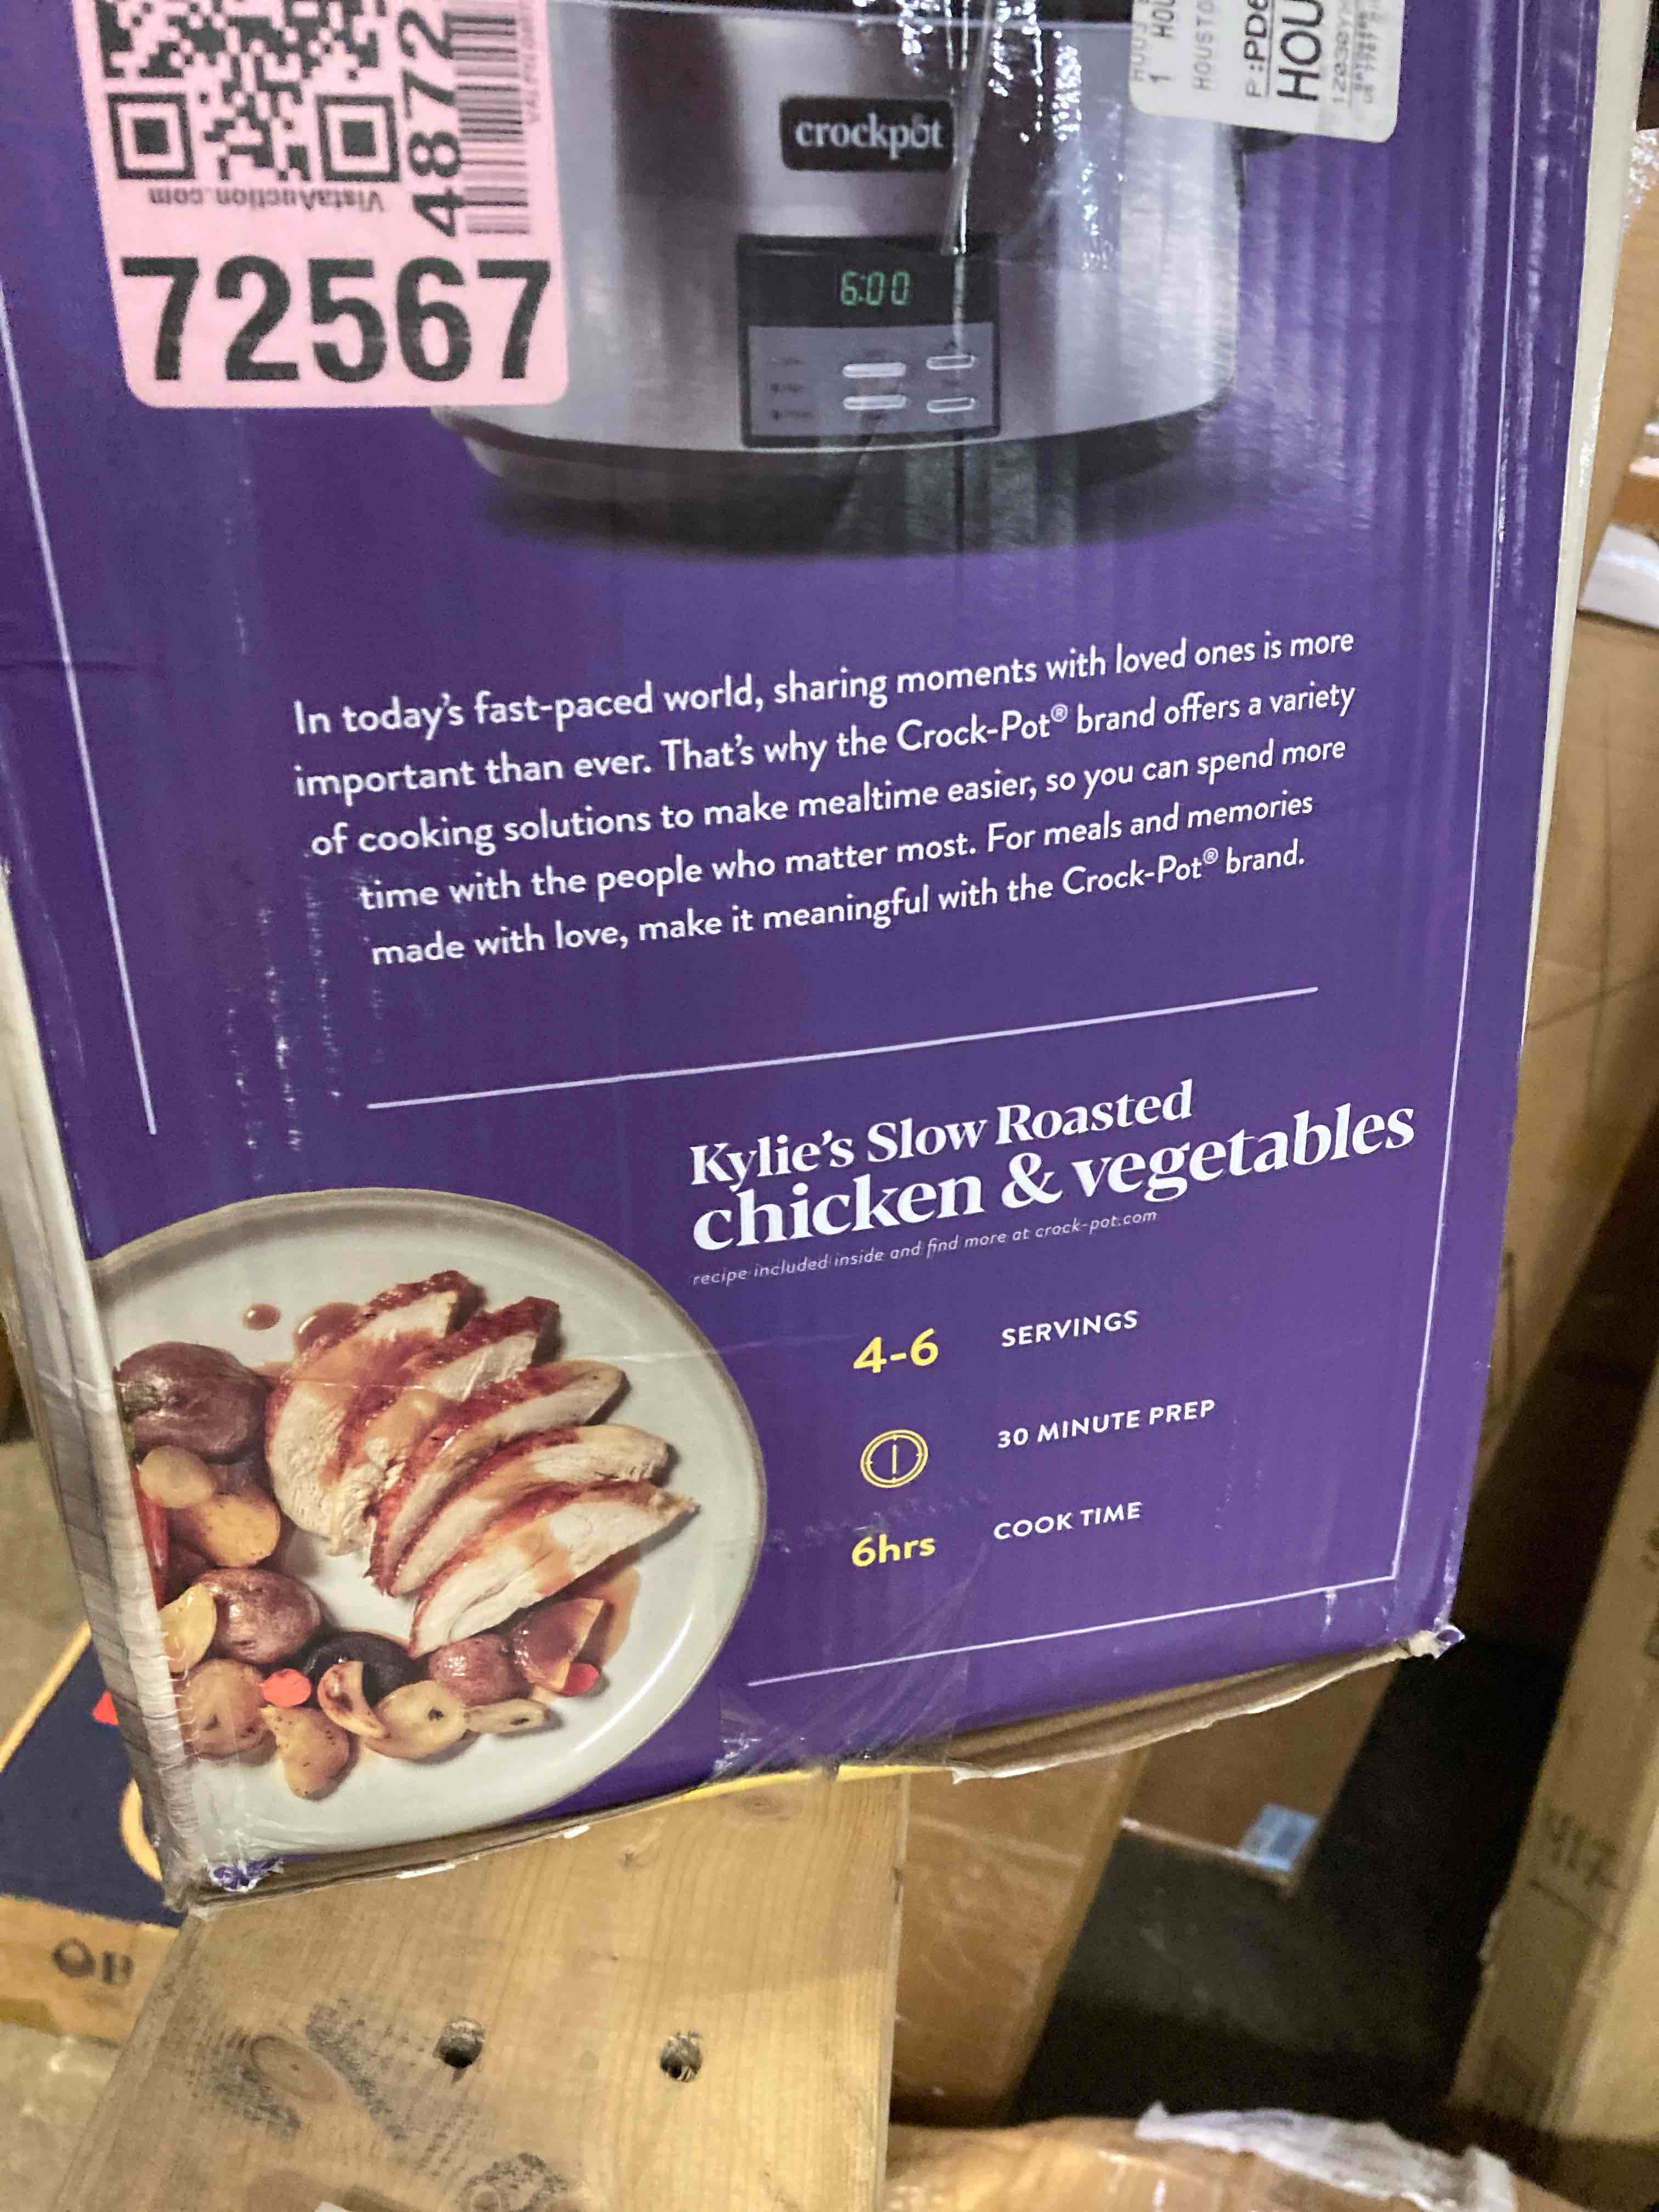 VistaAuction.com
4872
72567
crockpot
6:00
1 HOU
HOUSTO
P:PD6
HOU
In today's fast-paced world, sharing moments with loved ones is more
important than ever. That's why the Crock-Pot® brand offers a variety
of cooking solutions to make mealtime easier, so you can spend more
time with the people who matter most. For meals and memories
made with love, make it meaningful with the Crock-Pot® brand.
Kylie's Slow Roasted
chicken & vegetables
recipe included inside and find more at crock-pot.com
4-6 SERVINGS
30 MINUTE PREP
6hrs COOK TIME
417